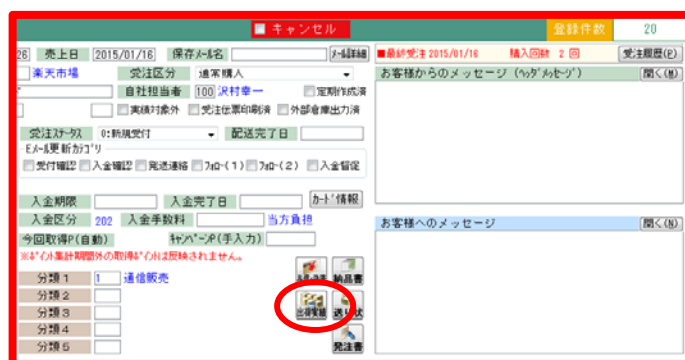 キャンセル 登録件数 20
26 売上日 2015/01/16 保存メール名 メール詳細 ■最終受注 2015/01/16 購入回数 2 回 受注履歴(P)
楽天市場 受注区分 通常購入 お客様からのメッセージ (ヘッダメッセージ) 開く(M)
自社担当者 100 沢村幸一 定期作成済
実績対象外 受注伝票印刷済 外部倉庫出力済
受注ステータス 0:新規受付 配送完了日
Eメール更新カテゴリ
受付確認 入金確認 発送連絡 フォロー(1) フォロー(2) 入金督促
入金期限 入金完了日 カード情報
入金区分 202 入金手数料 当方負担 お客様へのメッセージ 開く(N)
今回取得P(自動) キャンペーンP(手入力)
※ポイント集計期間外の取得ポイントは反映されません。
分類1 1 通信販売 納品書
分類2
分類3 出荷実績 送り状
分類4
分類5 発注書